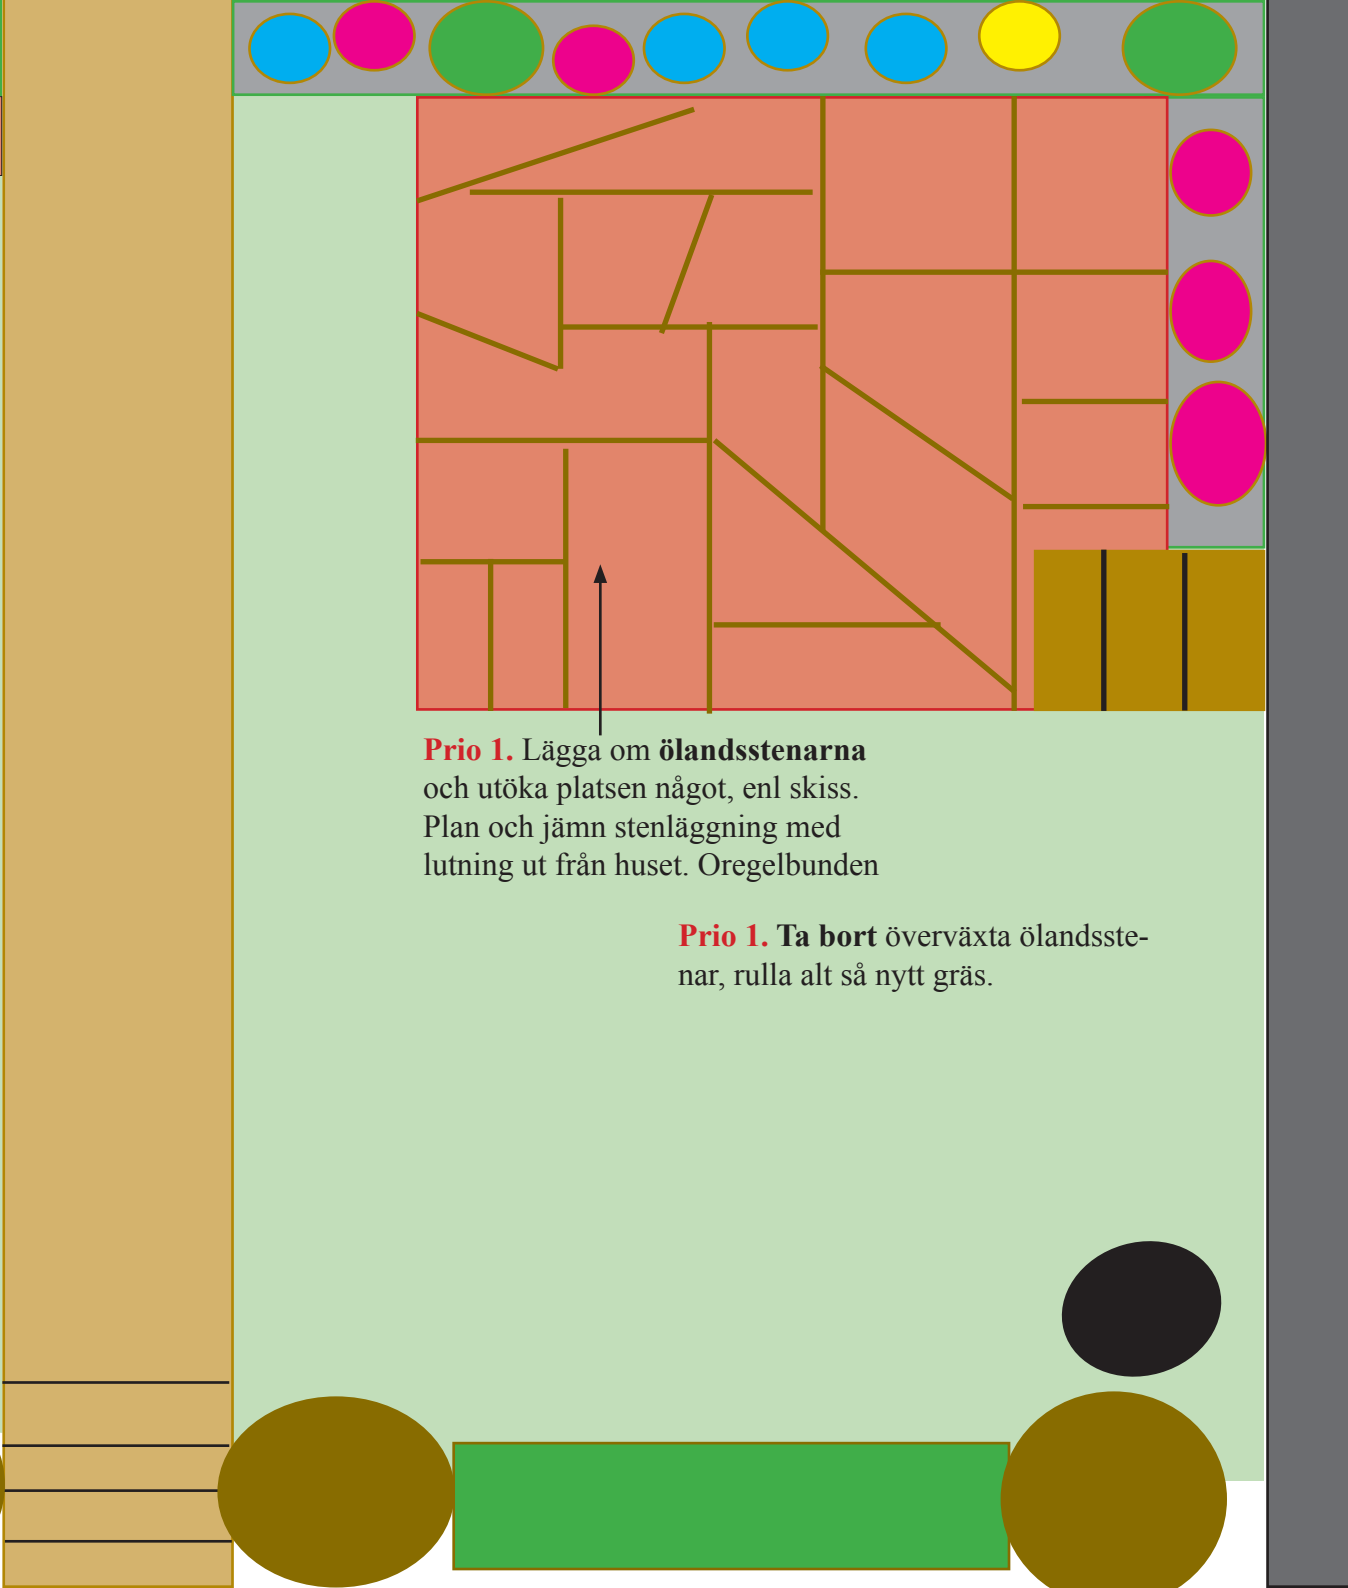 Prio 1. Lägga om ölandsstenarna
och utöka platsen något, enl skiss.
Plan och jämn stenläggning med
lutning ut från huset. Oregelbunden
Prio 1. Ta bort överväxta ölandsste-
nar, rulla alt så nytt gräs.